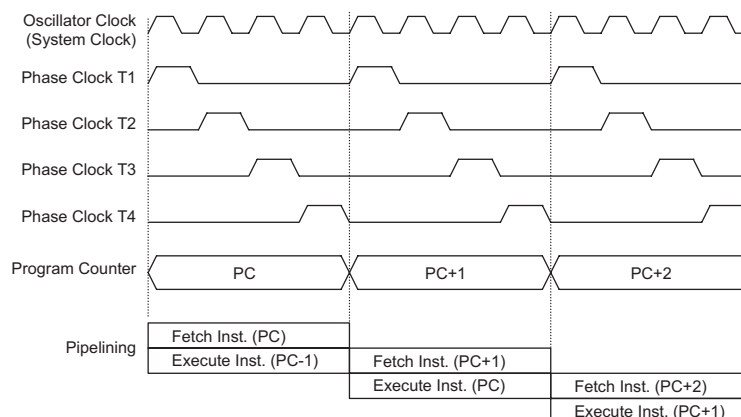 Oscillator Clock
(System Clock)
Phase Clock T1
Phase Clock T2
Phase Clock T3
Phase Clock T4
Program Counter
PC
PC+1
PC+2
Pipelining
Fetch Inst. (PC)
Execute Inst. (PC-1)
Fetch Inst. (PC+1)
Execute Inst. (PC)
Fetch Inst. (PC+2)
Execute Inst. (PC+1)